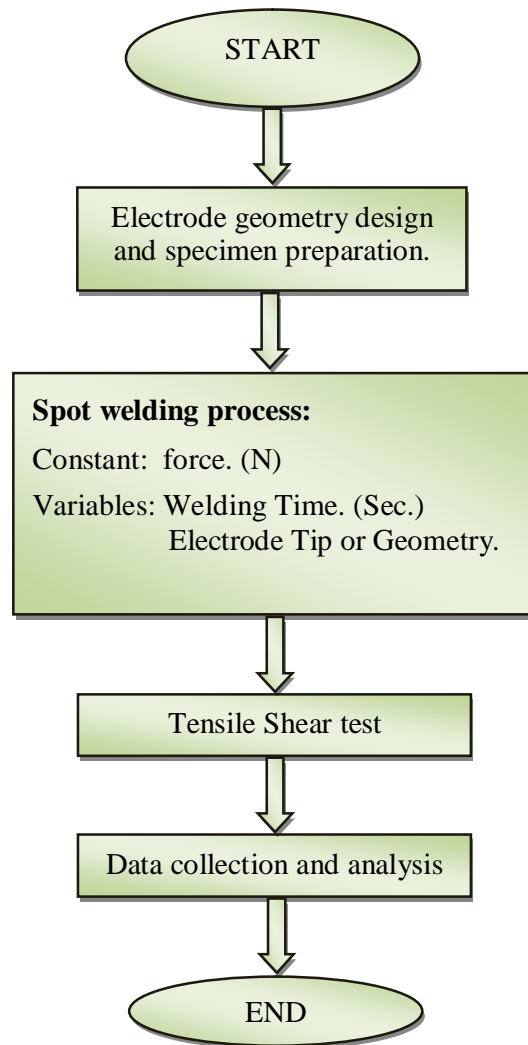 START
Electrode geometry design
and specimen preparation.
Spot welding process:
Constant: force. (N)
Variables: Welding Time. (Sec.)
Electrode Tip or Geometry.
Tensile Shear test
Data collection and analysis
END